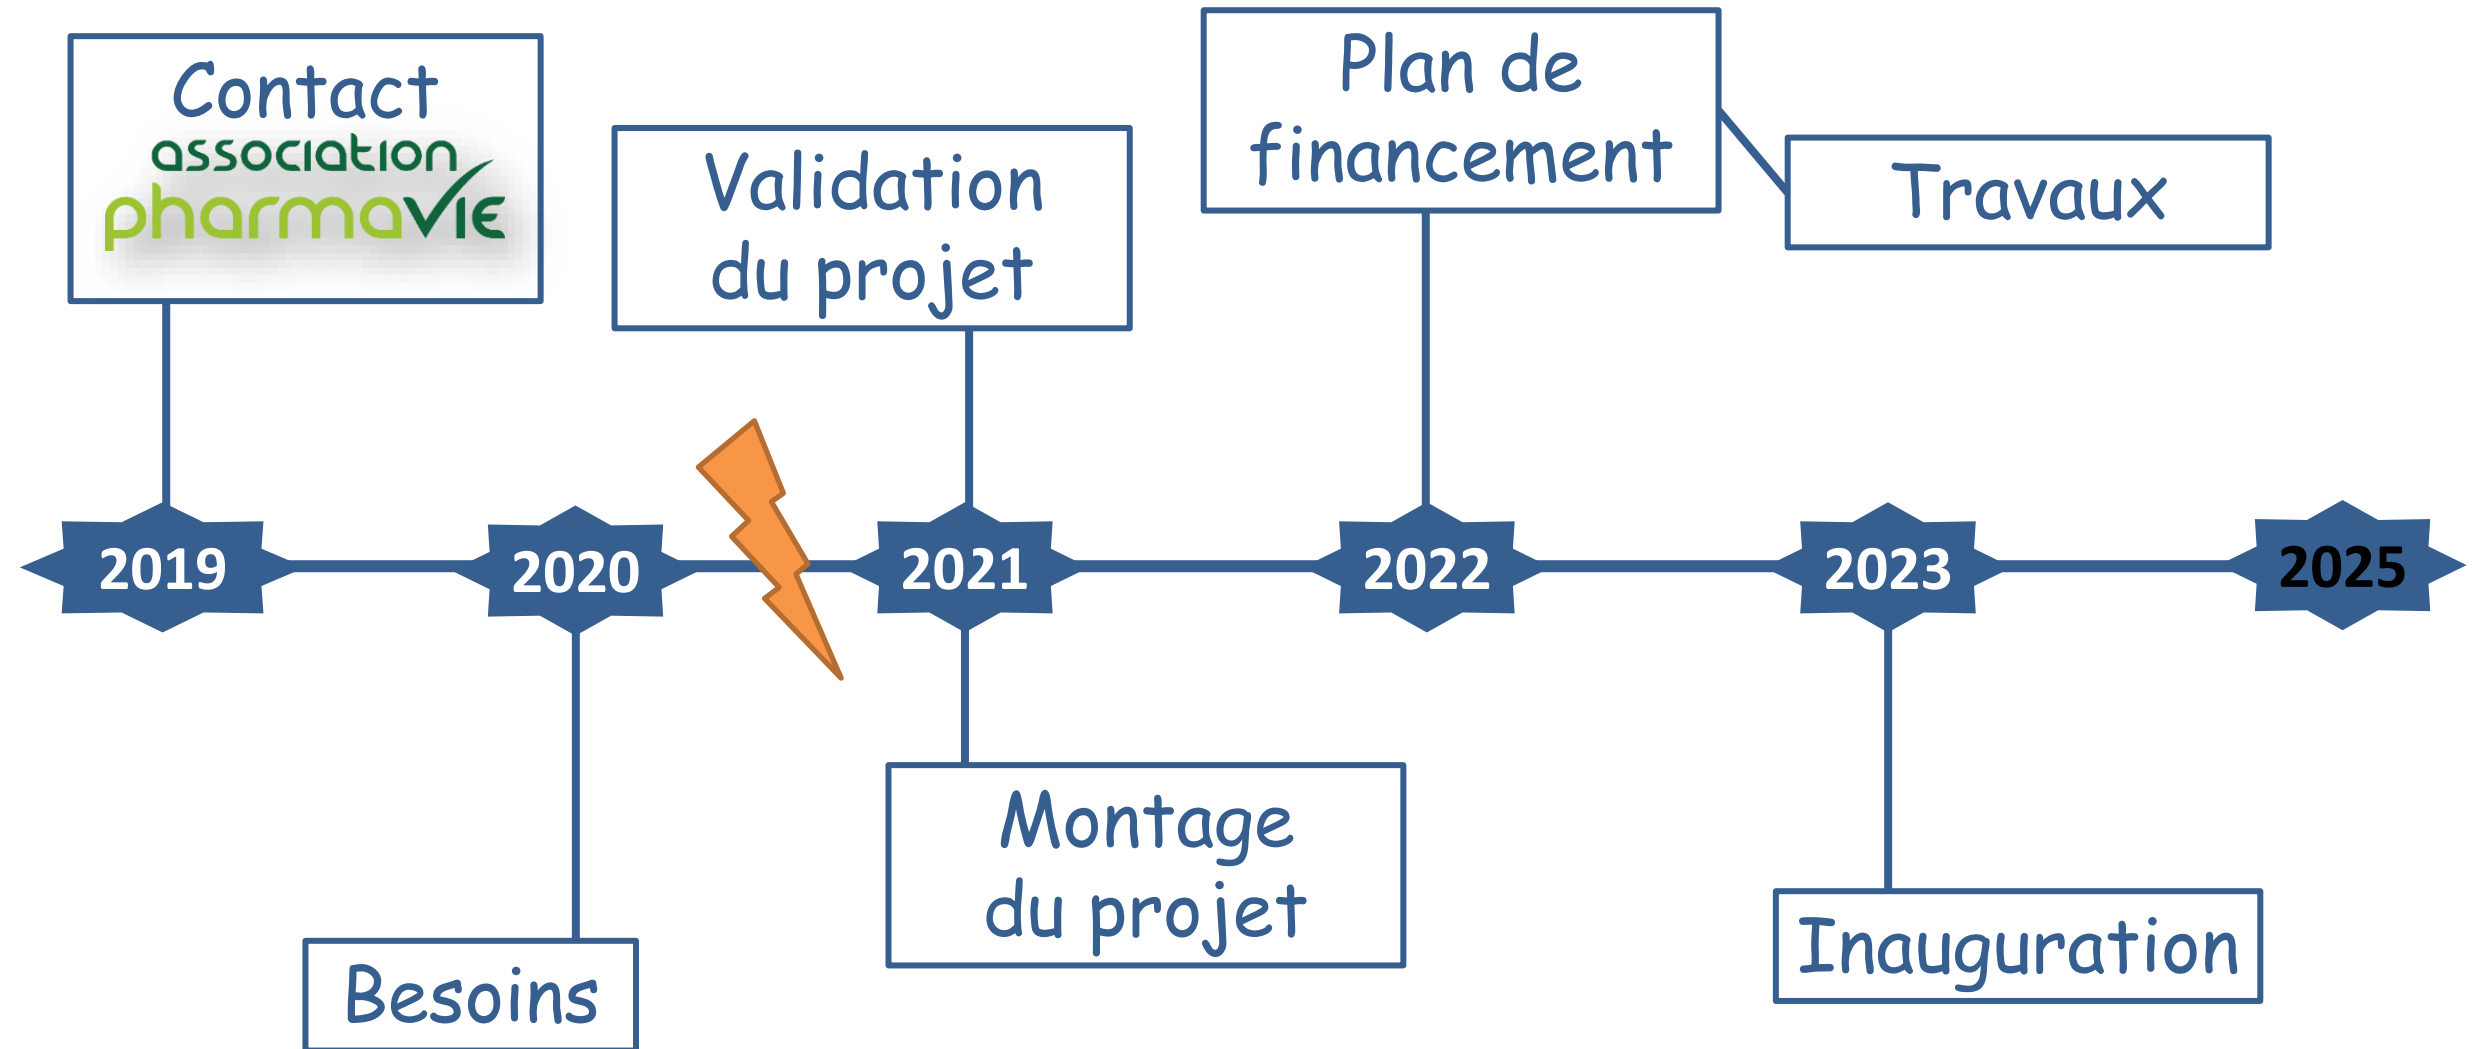 Contact
association
pharmavie
Validation
du projet
Plan de
financement
Travaux
2019
2020
2021
2022
2023
2025
Montage
du projet
Inauguration
Besoins